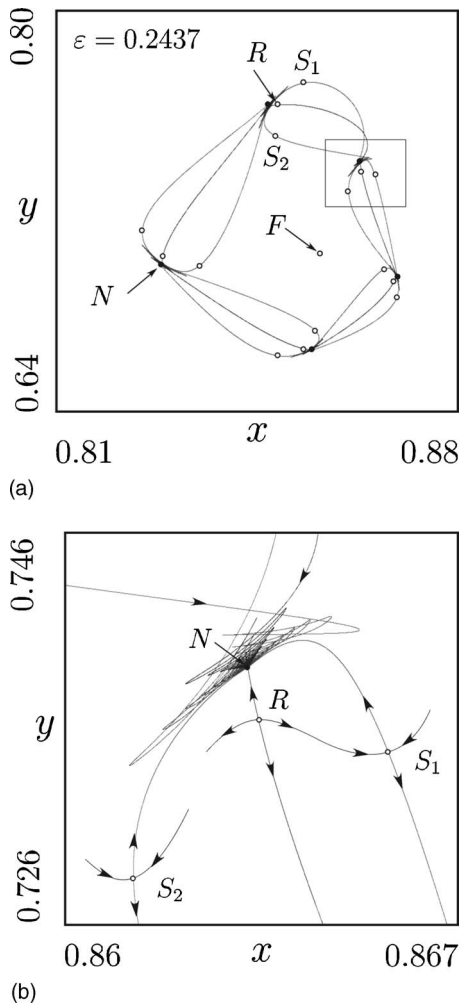 0.80
ε = 0.2437
R
S1
S2
y
F
N
0.64
0.81
x
0.88
(a)
0.746
N
R
y
S1
0.726
S2
0.86
x
0.867
(b)